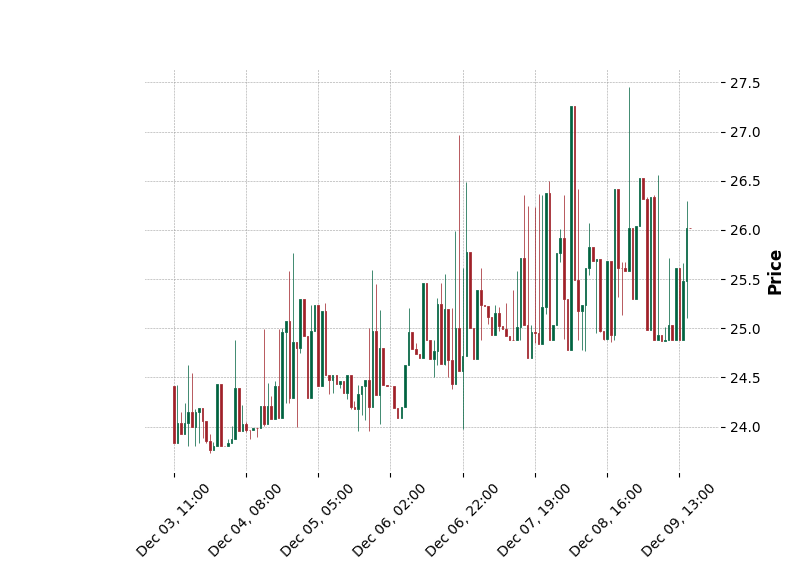 27.5
27.0
26.5
26.0
25.5
25.0
24.5
24.0
Price
Dec 03, 11:00
Dec 04, 08:00
Dec 05, 05:00
Dec 06, 02:00
Dec 06, 22:00
Dec 07, 19:00
Dec 08, 16:00
Dec 09, 13:00